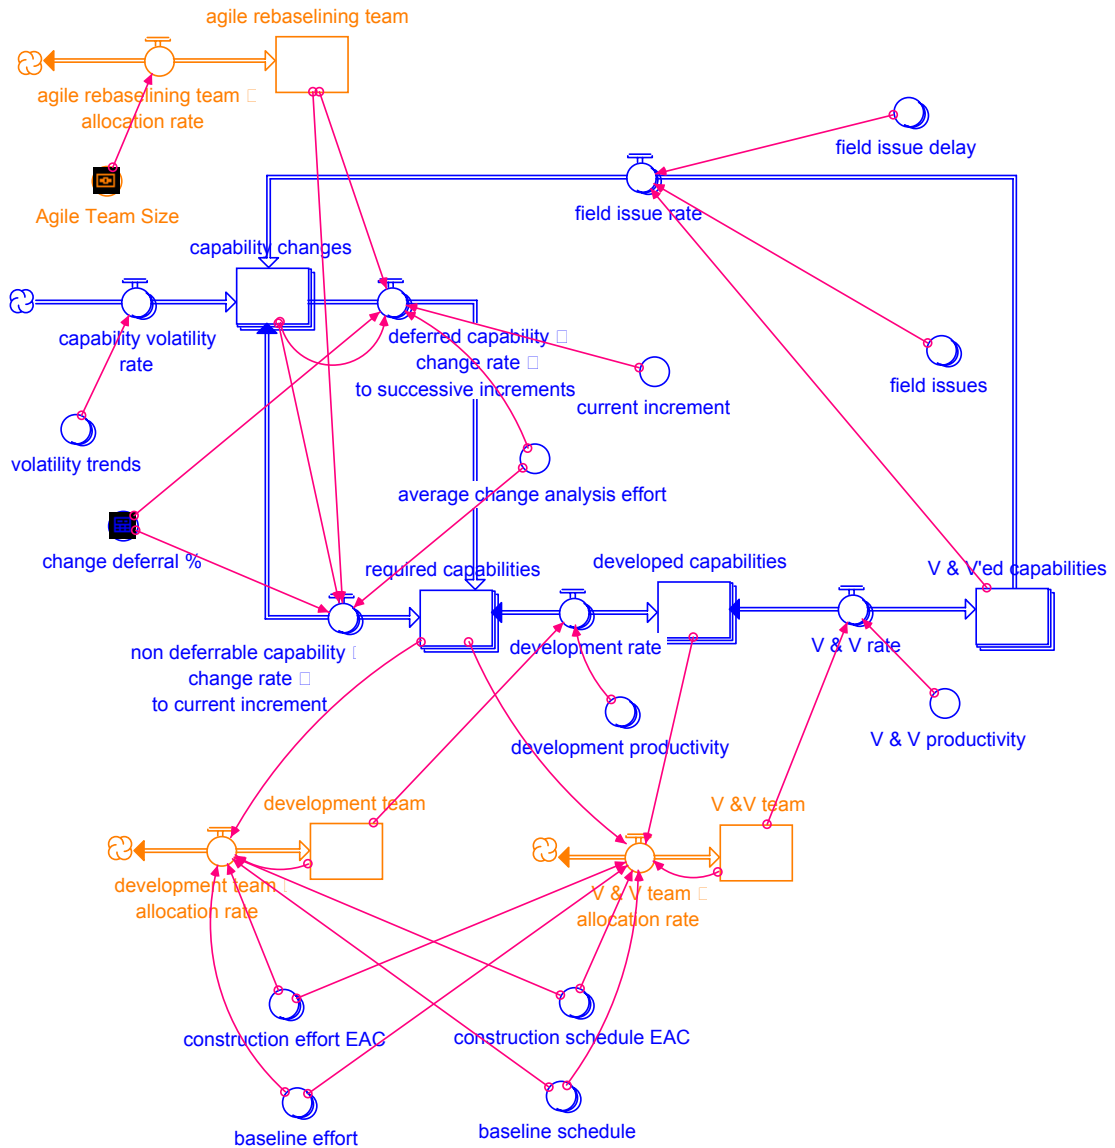 agile rebaselining team
agile rebaselining team
allocation rate
field issue delay
Agile Team Size
field issue rate
capability changes
capability volatility
rate
deferred capability
change rate
to successive increments
field issues
current increment
volatility trends
average change analysis effort
change deferral %
required capabilities
developed capabilities
V & V'ed capabilities
non deferrable capability
change rate
to current increment
development rate
V & V rate
development productivity
V & V productivity
development team
V &V team
development team
allocation rate
V & V team
allocation rate
construction effort EAC
construction schedule EAC
baseline effort
baseline schedule